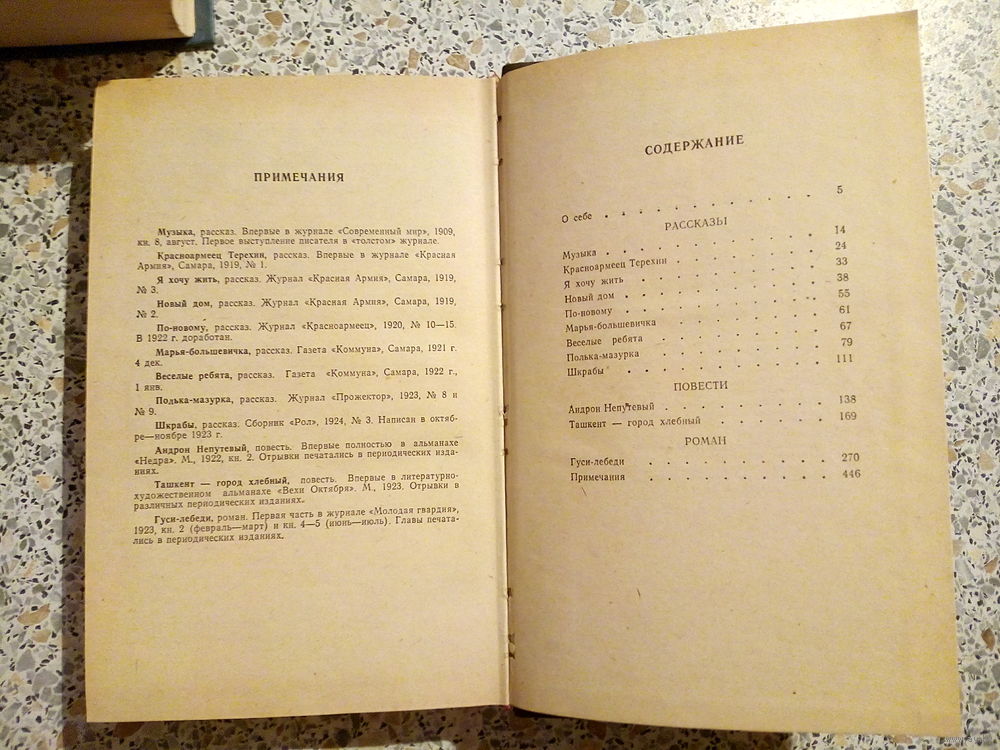 ПРИМЕЧАНИЯ
Музыка, рассказ. Впервые в журнале «Современный мир», 1909,
кн. 8, август. Первое выступление писателя в «толстом» журнале.
Красноармеец Терехин, рассказ. Впервые в журнале «Красная
Армия», Самара, 1919, № 1.
Я хочу жить, рассказ. Журнал «Красная Армия», Самара, 1919,
№ 3.
Новый дом, рассказ. Журнал «Красная Армия», Самара, 1919,
№ 2.
По-новому, рассказ. Журнал «Красноармеец», 1920, № 10—15.
В 1922 г. доработан.
Марья-большевичка, рассказ. Газета «Коммуна», Самара, 1921 г.
4 дек.
Веселые ребята, рассказ. Газета «Коммуна», Самара, 1922 г.,
1 янв.
Полька-мазурка, рассказ. Журнал «Прожектор», 1923, № 8 и
№ 9.
Шкрабы, рассказ. Сборник «Рол», 1924, № 3. Написан в октяб-
ре—ноябре 1923 г.
Андрон Непутевый, повесть. Впервые полностью в альманахе
«Недра». М., 1922, кн. 2. Отрывки печатались в периодических изда-
ниях.
Ташкент — город хлебный, повесть. Впервые в литературно-
художественном альманахе «Вехи Октября». М., 1923. Отрывки в
различных периодических изданиях.
Гуси-лебеди, роман. Первая часть в журнале «Молодая гвардия»,
1923, кн. 2 (февраль—март) и кн. 4—5 (июнь—июль). Главы печата-
лись в периодических изданиях.
СОДЕРЖАНИЕ
О себе . . . . . . . . . . 5
РАССКАЗЫ
Музыка . . . . . . . . . . 14
Красноармеец Терехин . . . . . . . 24
Я хочу жить . . . . . . . . . 33
Новый дом . . . . . . . . . 38
По-новому . . . . . . . . . 55
Марья-большевичка . . . . . . . 61
Веселые ребята . . . . . . . . 67
Полька-мазурка . . . . . . . . 79
Шкрабы . . . . . . . . . . 111
ПОВЕСТИ
Андрон Непутевый . . . . . . . . 138
Ташкент — город хлебный . . . . . . 169
РОМАН
Гуси-лебеди . . . . . . . . . 270
Примечания . . . . . . . . . 446